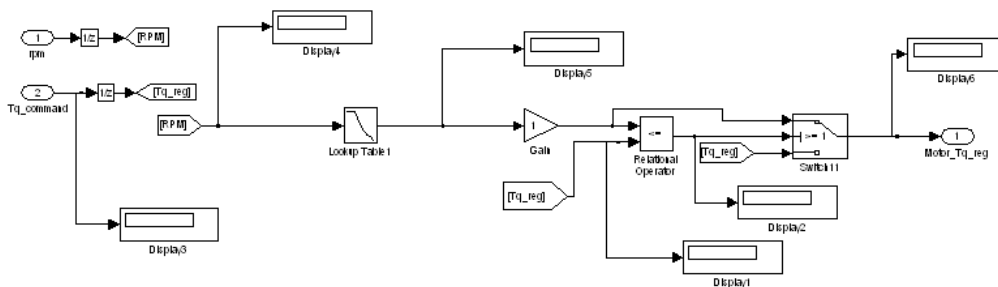 1
rpm
1/z
[RPM]
Display4
Display5
Display6
2
Tq_command
1/z
[Tq_reg]
[RPM]
Lookup Table1
1
Gain
<=
Relational
Operator
>= 1
Switch11
1
Motor_Tq_reg
[Tq_reg]
[Tq_reg]
Display3
Display2
Display1